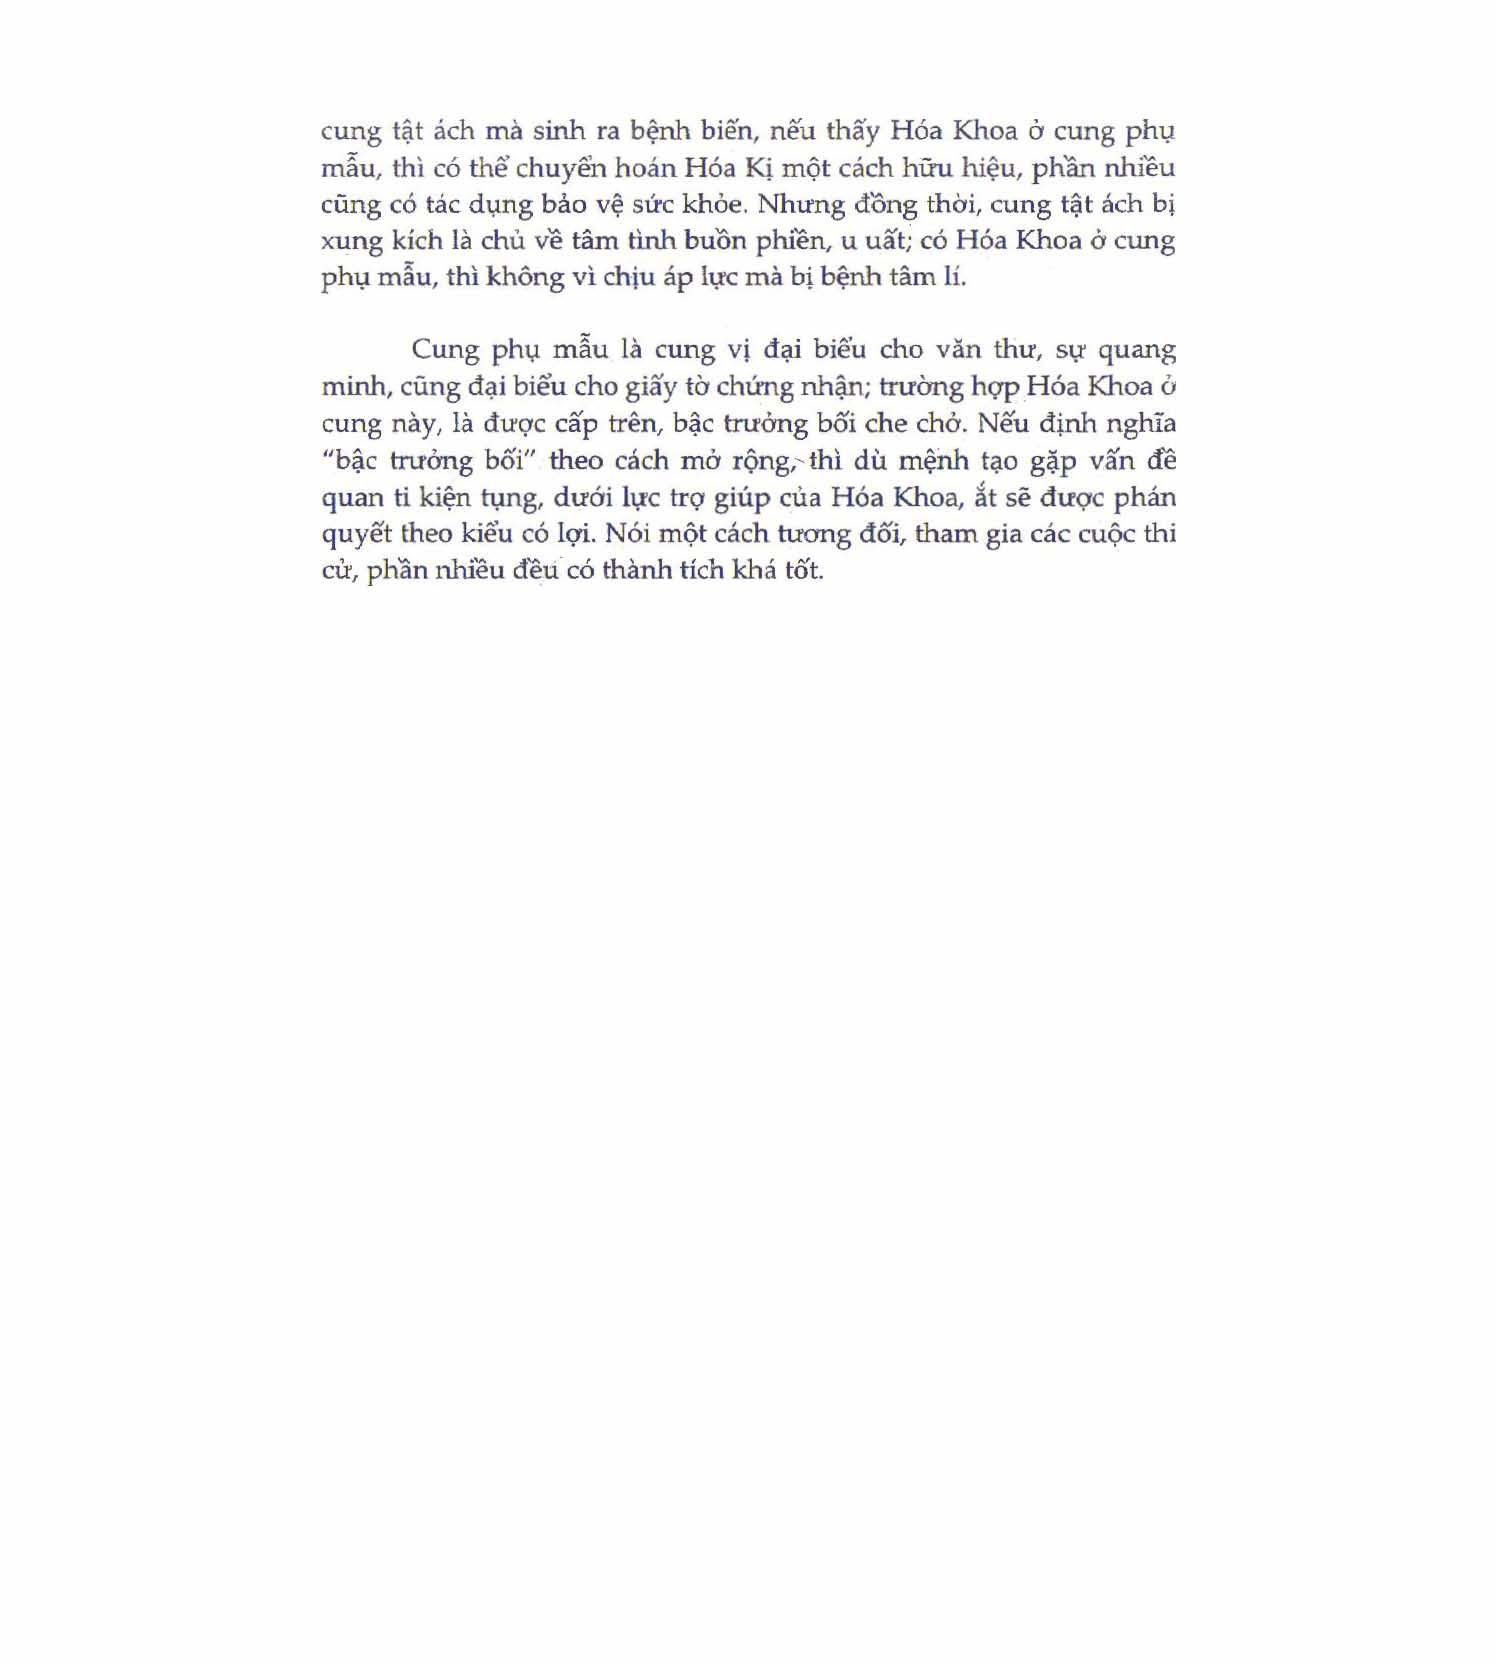 cung tật ách mà sinh ra bệnh biến, nếu thấy Hóa Khoa ở cung phụ
mẫu, thì có thể chuyển hoán Hóa Kị một cách hữu hiệu, phần nhiều
cũng có tác dụng bảo vệ sức khỏe. Nhưng đồng thời, cung tật ách bị
xung kích là chủ về tâm tình buồn phiền, u uất; có Hóa Khoa ở cung
phụ mẫu, thì không vì chịu áp lực mà bị bệnh tâm lí.
Cung phụ mẫu là cung vị đại biểu cho văn thư, sự quang
minh, cũng đại biểu cho giấy tờ chứng nhận; trường hợp Hóa Khoa ở
cung này, là được cấp trên, bậc trưởng bối che chở. Nếu định nghĩa
"bậc trưởng bối" theo cách mở rộng, thì dù mệnh tạo gặp vấn đề
quan ti kiện tụng, dưới lực trợ giúp của Hóa Khoa, ắt sẽ được phán
quyết theo kiểu có lợi. Nói một cách tương đối, tham gia các cuộc thi
cử, phần nhiều đều có thành tích khá tốt.